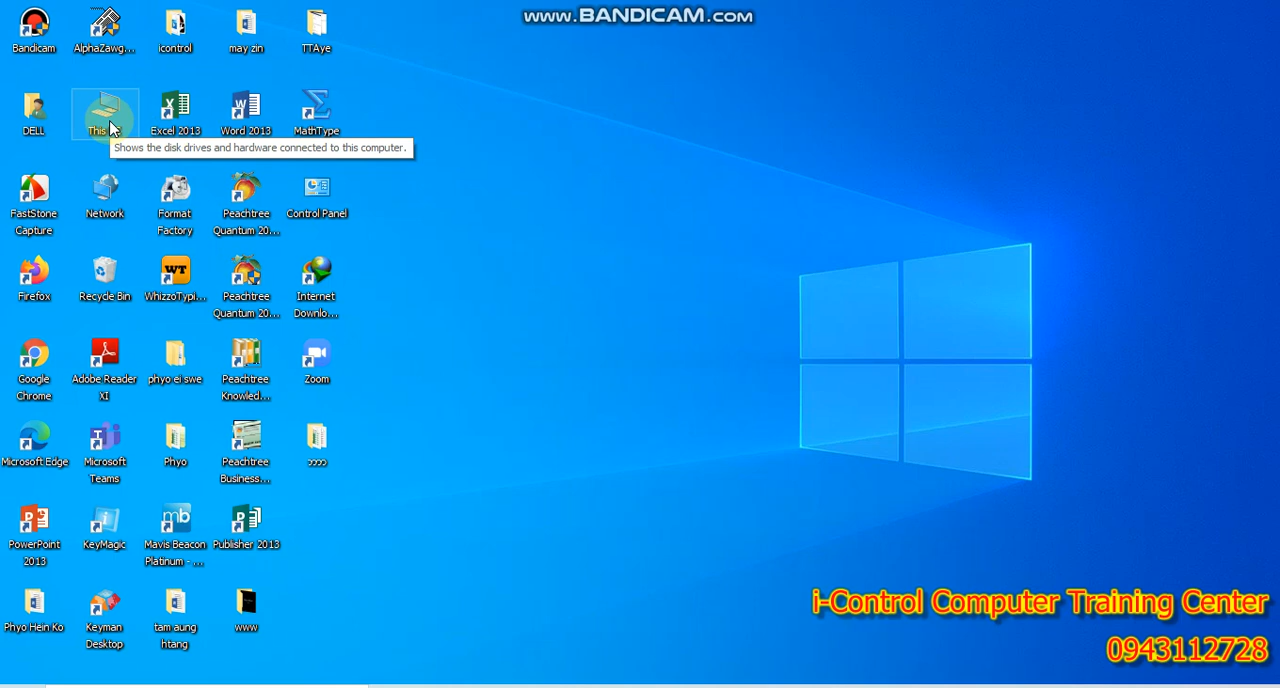 www.BANDICAM.com
Bandicam
AlphaZawg...
icontrol
may zin
TTAye
DELL
This
Excel 2013
Word 2013
MathType
Shows the disk drives and hardware connected to this computer.
FastStone
Capture
Network
Format
Factory
Peachtree
Quantum 20...
Control Panel
Firefox
Recycle Bin
WhizzoTypi...
Peachtree
Quantum 20...
Internet
Downlo...
Google
Chrome
Adobe Reader
XI
phyo ei swe
Peachtree
Knowled...
Zoom
Microsoft Edge
Microsoft
Teams
Phyo
Peachtree
Business...
PowerPoint
2013
KeyMagic
Mavis Beacon
Platinum - ...
Publisher 2013
Phyo Hein Ko
Keyman
Desktop
tam aung
htang
www
i-Control Computer Training Center
0943112728